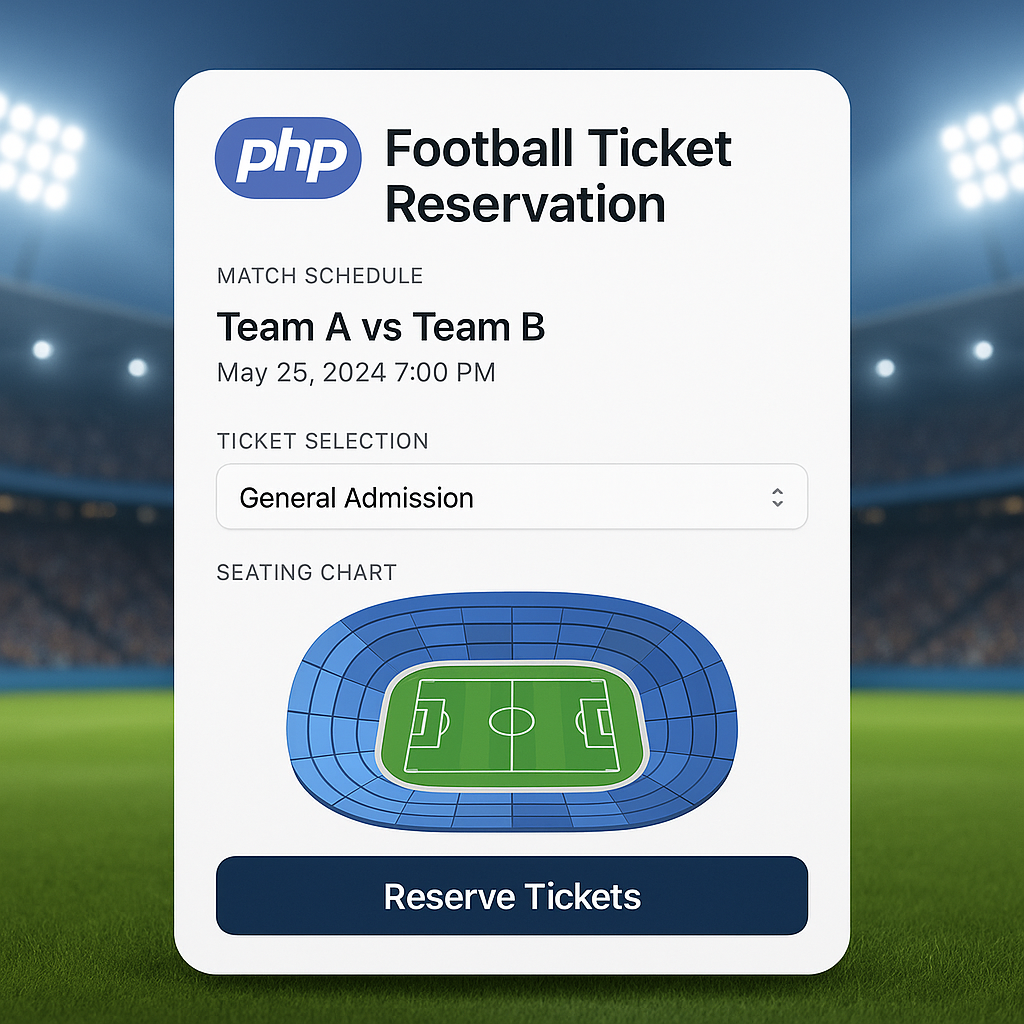 php
Football Ticket
Reservation
MATCH SCHEDULE
Team A vs Team B
May 25, 2024 7:00 PM
TICKET SELECTION
General Admission
SEATING CHART
Reserve Tickets